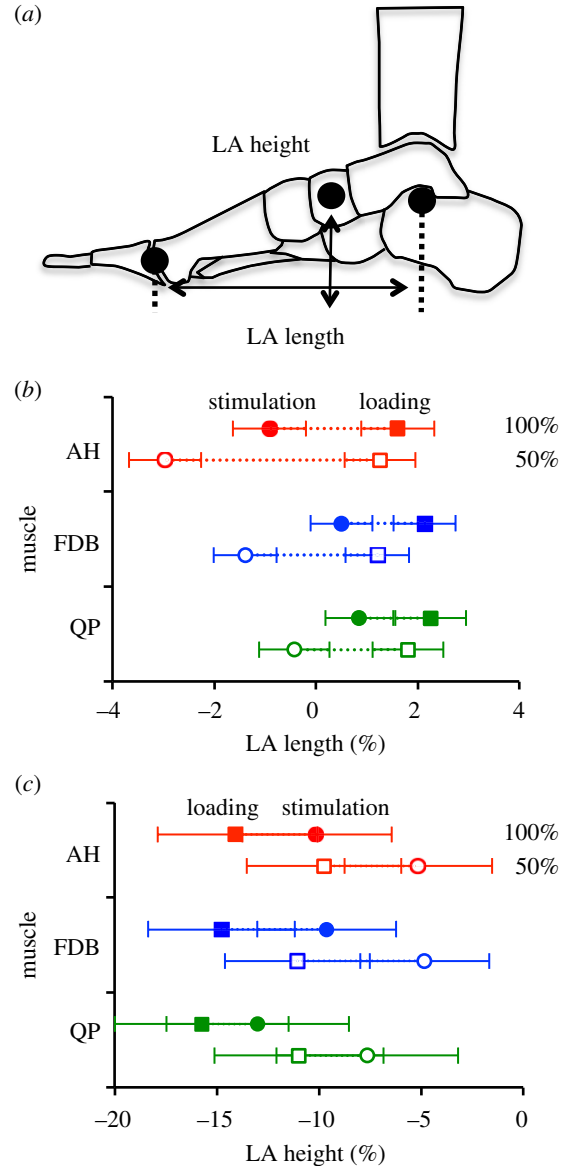 (a)
LA height
LA length
(b)
stimulation loading
100%
AH
50%
muscle
FDB
QP
–4 –2 0 2 4
LA length (%)
(c)
loading stimulation
100%
AH
50%
muscle
FDB
QP
–20 –15 –10 –5 0
LA height (%)